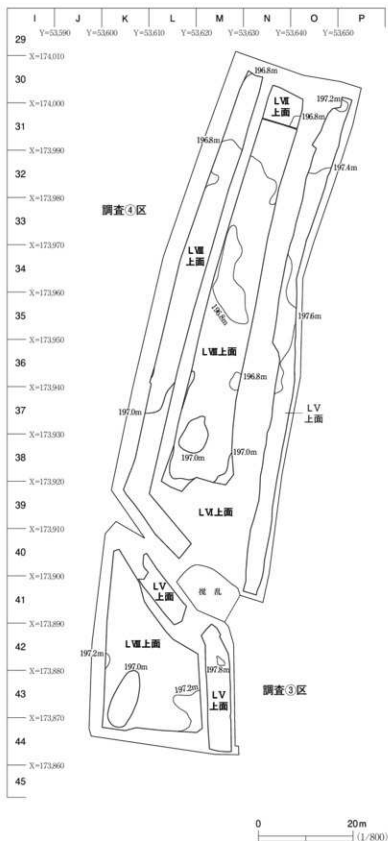 I J K L M N O P
Y=53,590 Y=53,600 Y=53,610 Y=53,620 Y=53,630 Y=53,640 Y=53,650
29
X=174,010
30
196.8m
LⅧ
上面
197.2m
X=174,000
31
196.8m
196.8m
X=173,990
32
197.4m
X=173,980
調査④区
33
X=173,970
LⅧ
上面
34
X=173,960
196.8m
35
197.6m
X=173,950
LⅧ上面
36
196.8m
X=173,940
37
197.0m
LⅤ
上面
X=173,930
38
197.0m
197.0m
X=173,920
39
LⅥ上面
X=173,910
40
X=173,900
LⅤ
上面
撹乱
41
X=173,890
42
LⅧ上面
197.2m
197.8m
X=173,880
197.0m
43
197.2m
LⅤ
上面
調査③区
X=173,870
44
X=173,860
45
0 20m
(1/800)